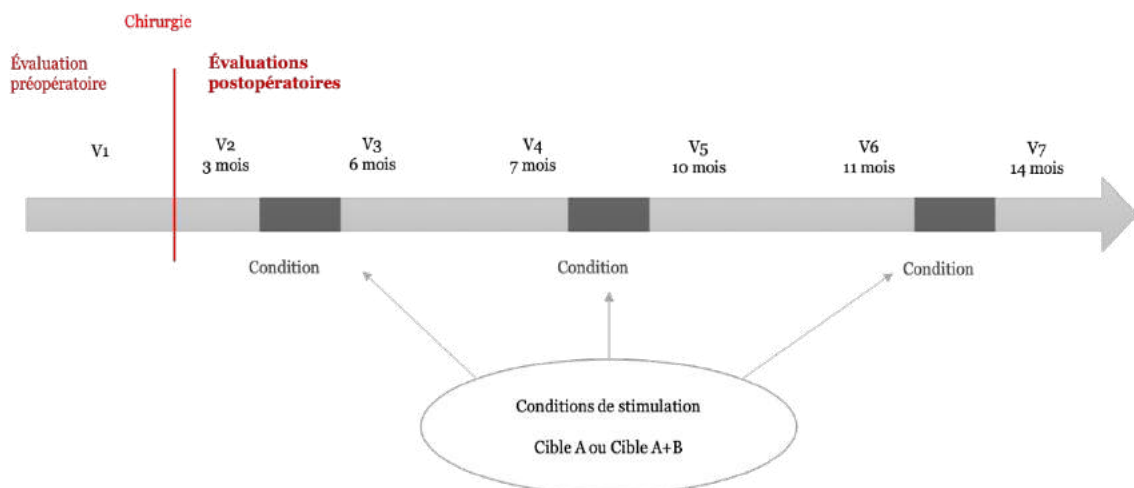 Chirurgie
Évaluation
préopératoire
Évaluations
postopératoires
V1
V2
3 mois
V3
6 mois
V4
7 mois
V5
10 mois
V6
11 mois
V7
14 mois
Condition
Condition
Condition
Conditions de stimulation
Cible A ou Cible A+B